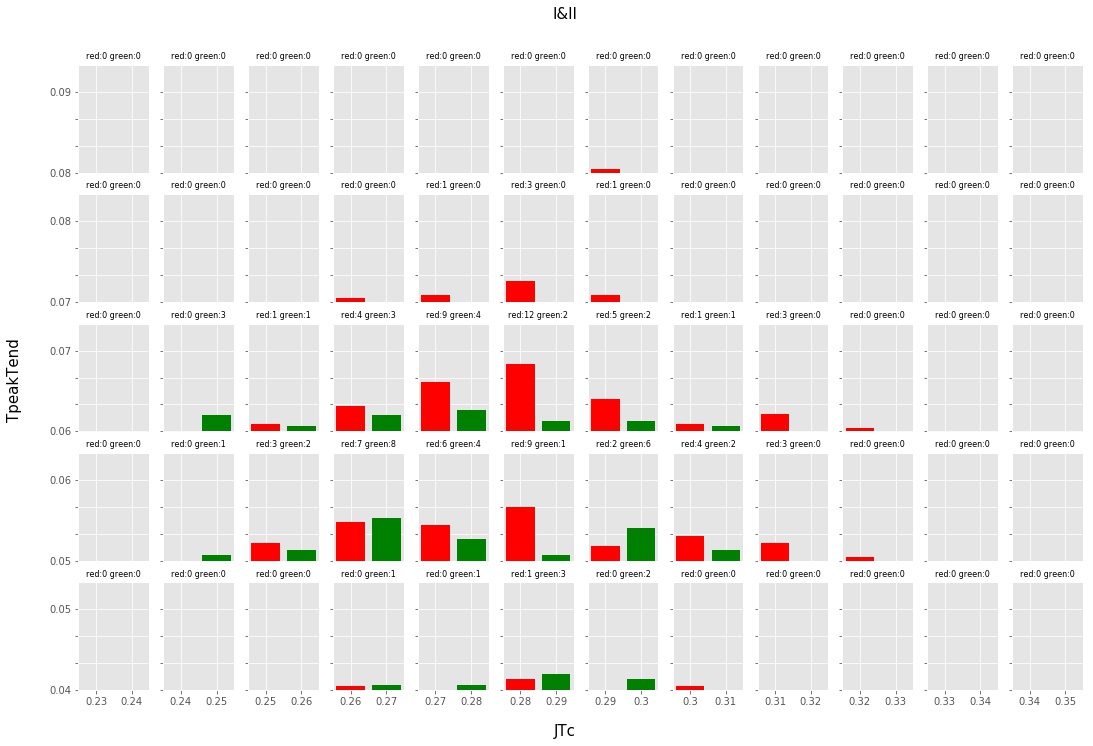 I&II
red:0 green:0 red:0 green:0 red:0 green:0 red:0 green:0 red:0 green:0 red:0 green:0 red:0 green:0 red:0 green:0 red:0 green:0 red:0 green:0 red:0 green:0 red:0 green:0
0.09
0.08
red:0 green:0 red:0 green:0 red:0 green:0 red:0 green:0 red:1 green:0 red:3 green:0 red:1 green:0 red:0 green:0 red:0 green:0 red:0 green:0 red:0 green:0 red:0 green:0
0.08
0.07
red:0 green:0 red:0 green:3 red:1 green:1 red:4 green:3 red:9 green:4 red:12 green:2 red:5 green:2 red:1 green:1 red:3 green:0 red:0 green:0 red:0 green:0 red:0 green:0
0.07
0.06
TpeakTend
red:0 green:0 red:0 green:1 red:3 green:2 red:7 green:8 red:6 green:4 red:9 green:1 red:2 green:6 red:4 green:2 red:3 green:0 red:0 green:0 red:0 green:0 red:0 green:0
0.06
0.05
red:0 green:0 red:0 green:0 red:0 green:0 red:0 green:1 red:0 green:1 red:1 green:3 red:0 green:2 red:0 green:0 red:0 green:0 red:0 green:0 red:0 green:0 red:0 green:0
0.05
0.04
0.23 0.24 0.24 0.25 0.25 0.26 0.26 0.27 0.27 0.28 0.28 0.29 0.29 0.3 0.3 0.31 0.31 0.32 0.32 0.33 0.33 0.34 0.34 0.35
JTc